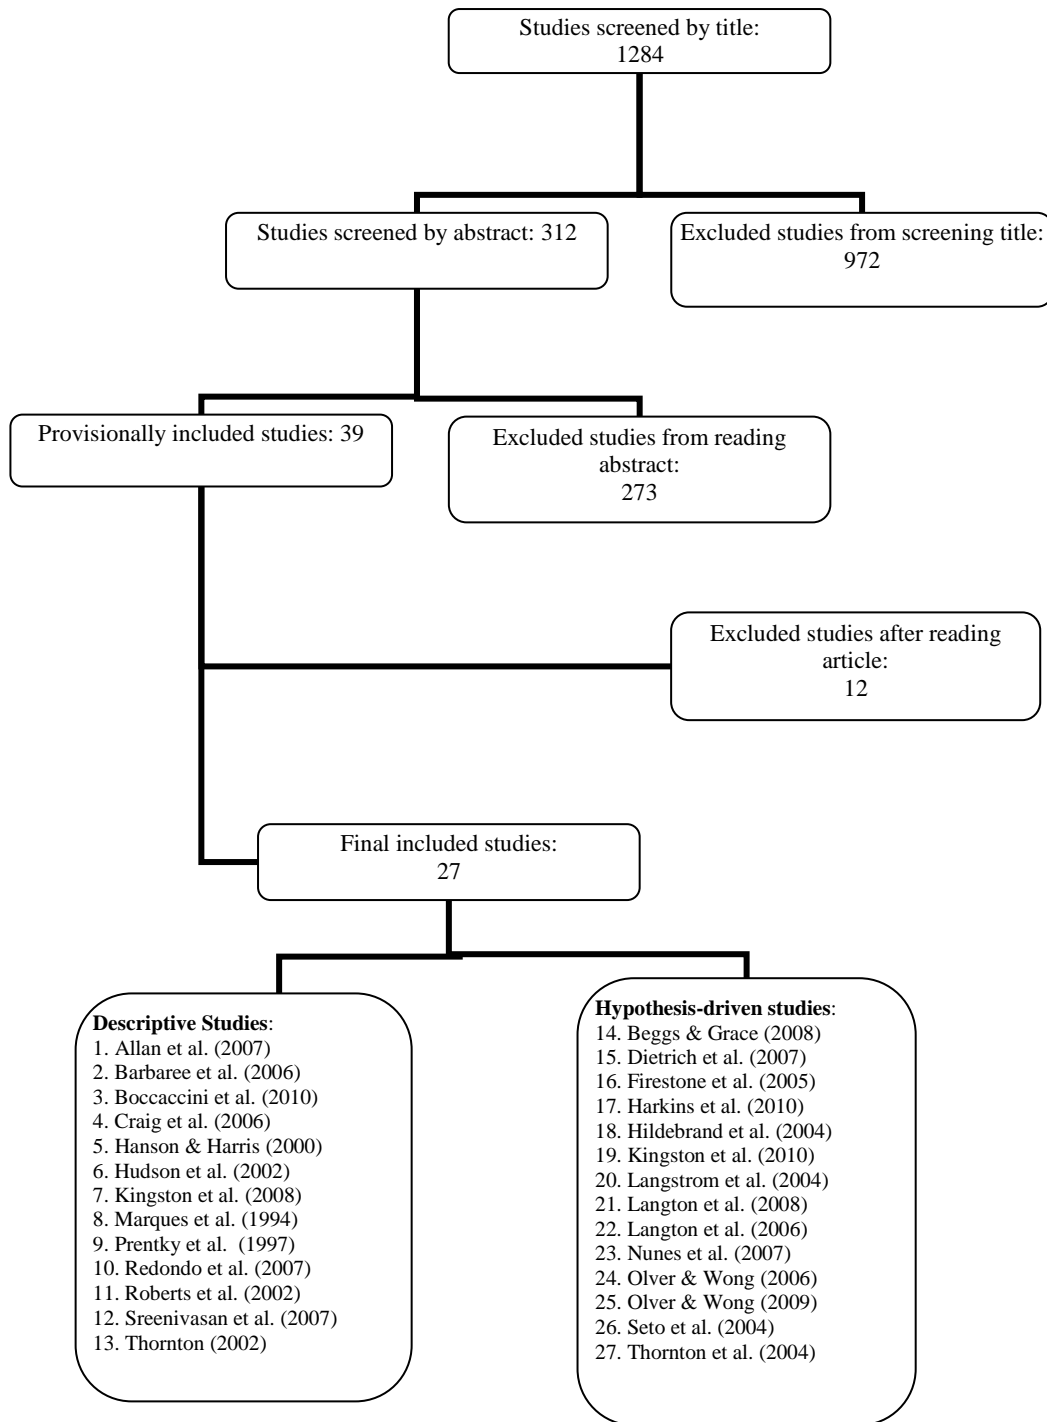 Studies screened by title:
1284
Studies screened by abstract: 312
Excluded studies from screening title:
972
Provisionally included studies: 39
Excluded studies from reading
abstract:
273
Excluded studies after reading
article:
12
Final included studies:
27
Descriptive Studies:
1. Allan et al. (2007)
2. Barbaree et al. (2006)
3. Boccaccini et al. (2010)
4. Craig et al. (2006)
5. Hanson & Harris (2000)
6. Hudson et al. (2002)
7. Kingston et al. (2008)
8. Marques et al. (1994)
9. Prentky et al.  (1997)
10. Redondo et al. (2007)
11. Roberts et al. (2002)
12. Sreenivasan et al. (2007)
13. Thornton (2002)
Hypothesis-driven studies:
14. Beggs & Grace (2008)
15. Dietrich et al. (2007)
16. Firestone et al. (2005)
17. Harkins et al. (2010)
18. Hildebrand et al. (2004)
19. Kingston et al. (2010)
20. Langstrom et al. (2004)
21. Langton et al. (2008)
22. Langton et al. (2006)
23. Nunes et al. (2007)
24. Olver & Wong (2006)
25. Olver & Wong (2009)
26. Seto et al. (2004)
27. Thornton et al. (2004)